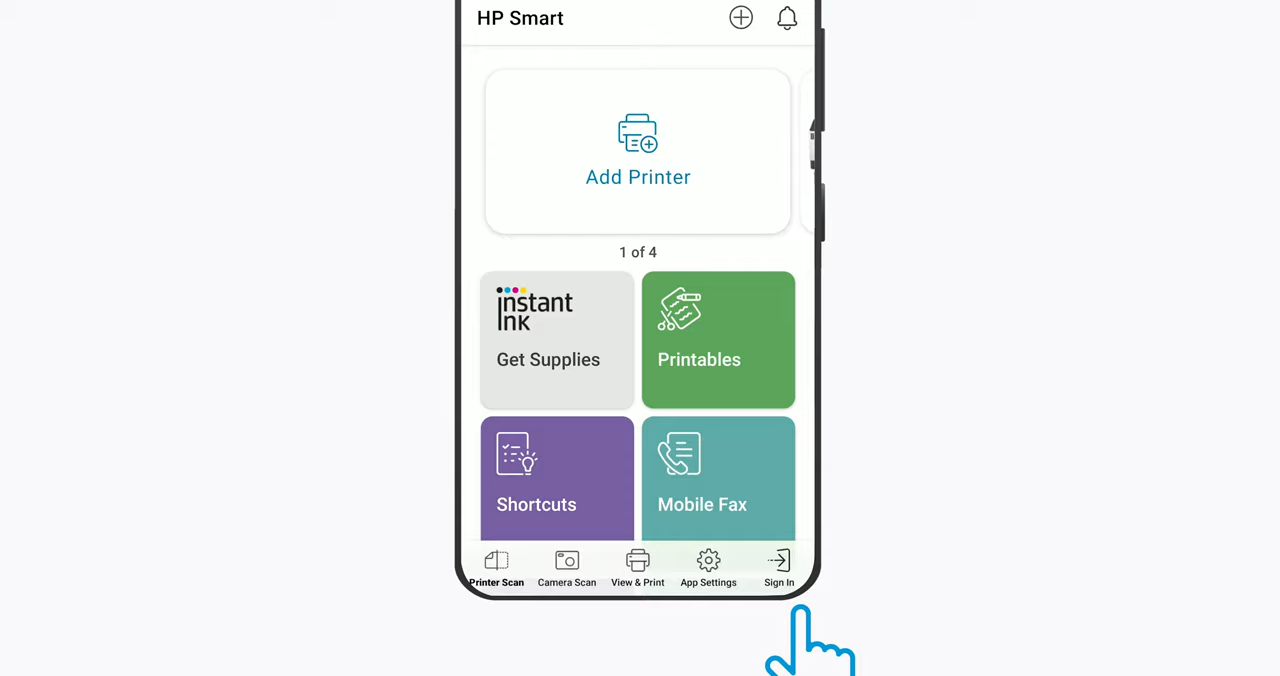 HP Smart
Add Printer
1 of 4
instant
ınk
Get Supplies
Printables
Shortcuts
Mobile Fax
Printer Scan
Camera Scan
View & Print
App Settings
Sign In